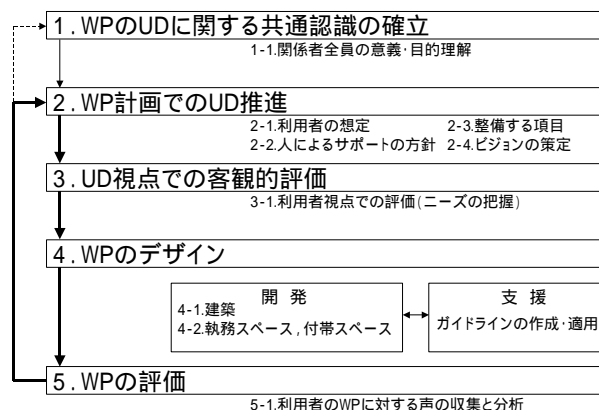 1.WPのUDに関する共通認識の確立
1-1.関係者全員の意義･目的理解
2.WP計画でのUD推進
2-1.利用者の想定 2-3.整備する項目
2-2.人によるサポートの方針 2-4.ビジョンの策定
3.UD視点での客観的評価
3-1.利用者視点での評価(ニーズの把握)
4.WPのデザイン
開 発
4-1.建築
4-2.執務スペース,付帯スペース
支 援
ガイドラインの作成･適用
5.WPの評価
5-1.利用者のWPに対する声の収集と分析